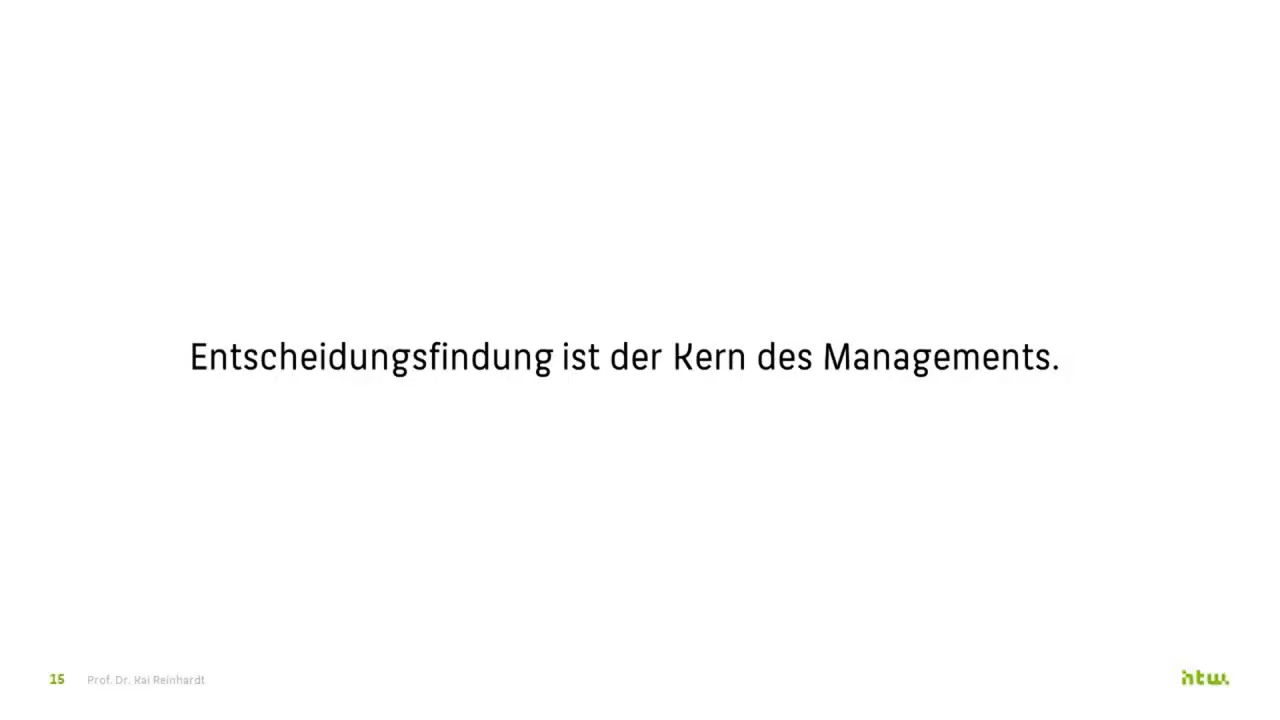 Entscheidungsfindung ist der Kern des Managements.
15 Prof. Dr. Kai Reinhardt
htw.